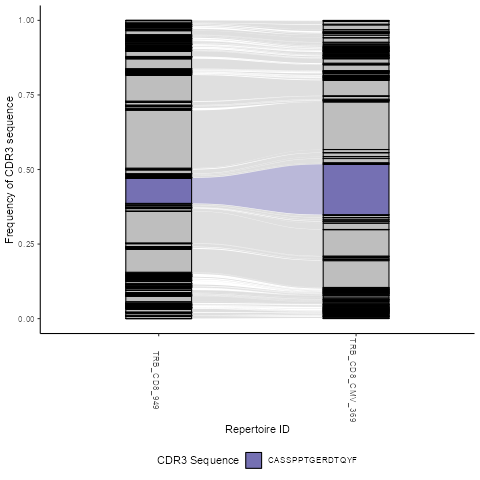 Frequency of CDR3 sequence
1.00
0.75
0.50
0.25
0.00
TRB_CD8_949
TRB_CD8_CMV_369
Repertoire ID
CDR3 Sequence
CASSPPTGERDTQYF